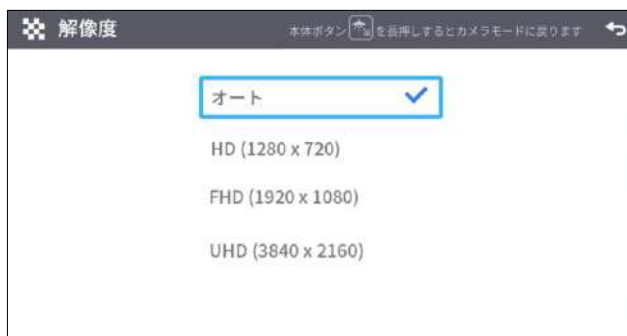 解像度
本体ボタン を長押しするとカメラモードに戻ります
オート
HD (1280 x 720)
FHD (1920 x 1080)
UHD (3840 x 2160)